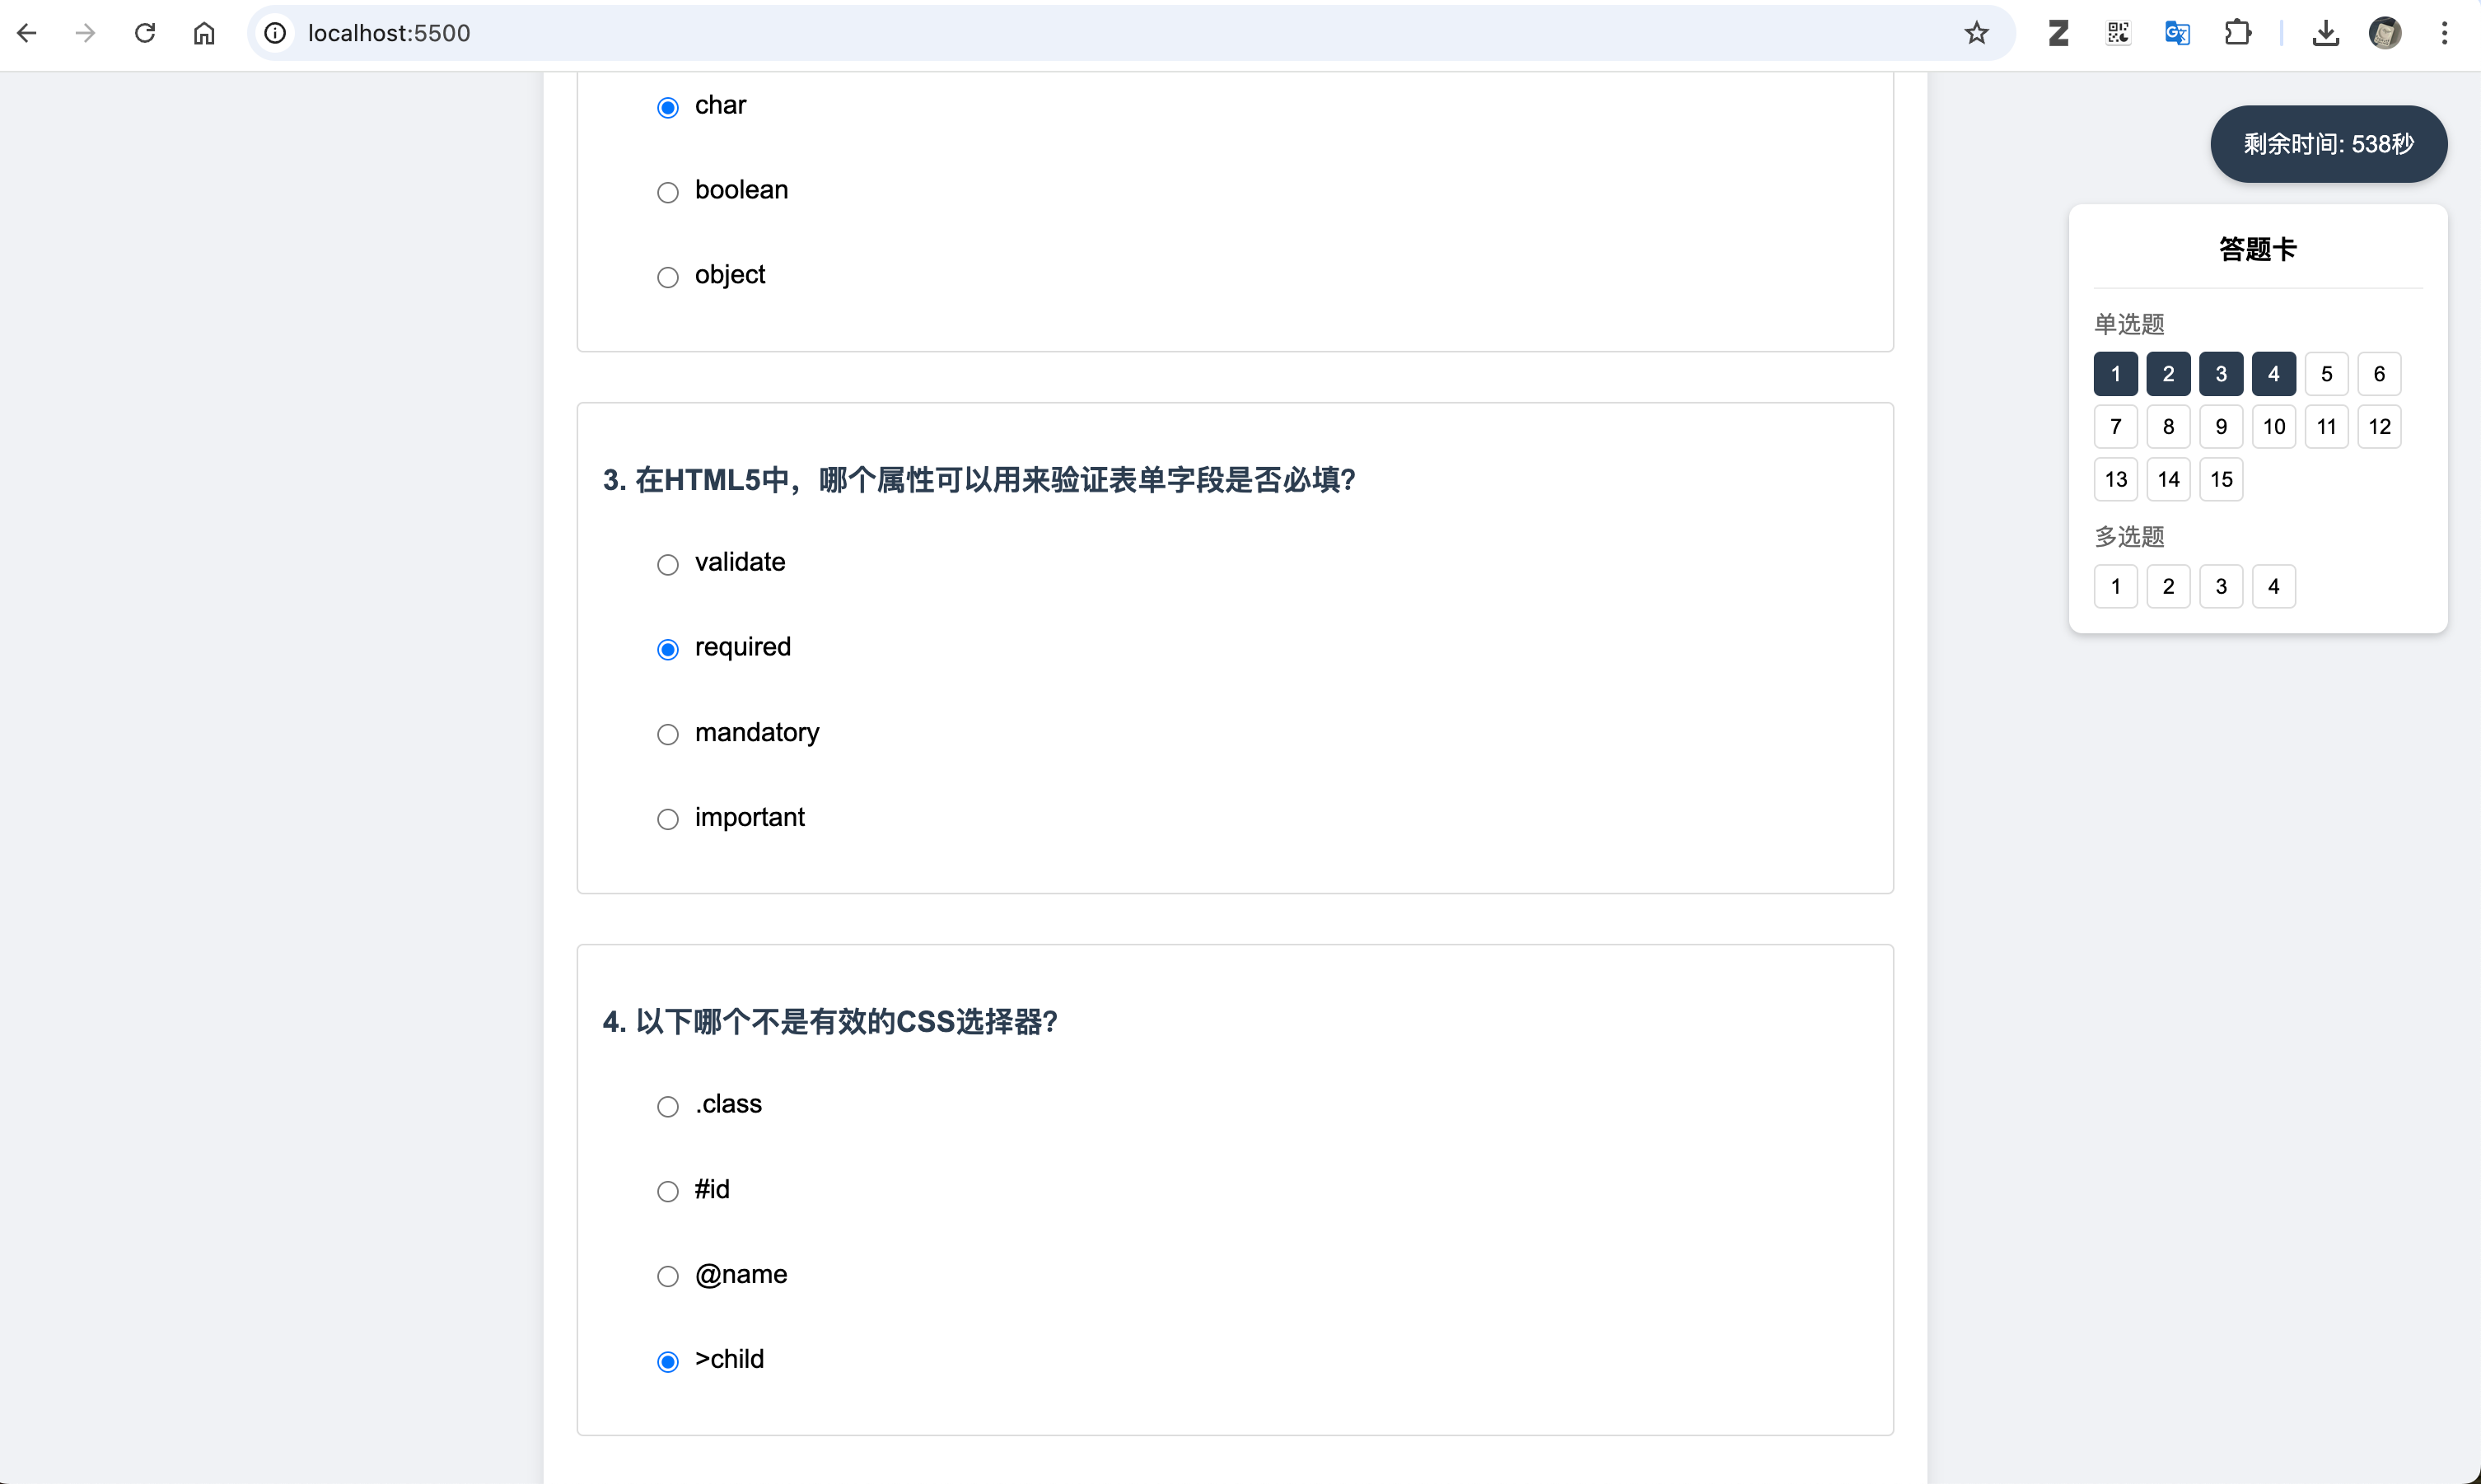 localhost:5500
char
boolean
object
3. 在HTML5中，哪个属性可以用来验证表单字段是否必填?
validate
required
mandatory
important
4. 以下哪个不是有效的CSS选择器?
.class
#id
@name
>child
剩余时间: 538秒
答题卡
单选题
1 2 3 4 5 6
7 8 9 10 11 12
13 14 15
多选题
1 2 3 4